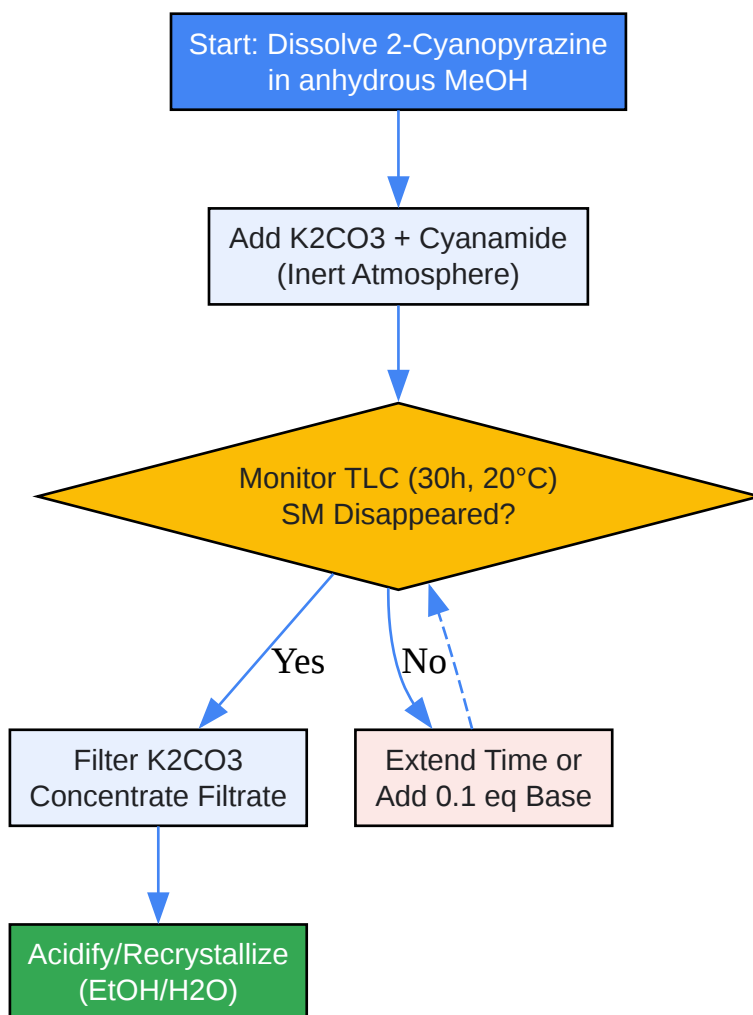 Start: Dissolve 2-Cyanopyrazine
in anhydrous MeOH
Add K2CO3 + Cyanamide
(Inert Atmosphere)
Monitor TLC (30h, 20°C)
SM Disappeared?
Yes
No
Filter K2CO3
Concentrate Filtrate
Extend Time or
Add 0.1 eq Base
Acidify/Recrystallize
(EtOH/H2O)